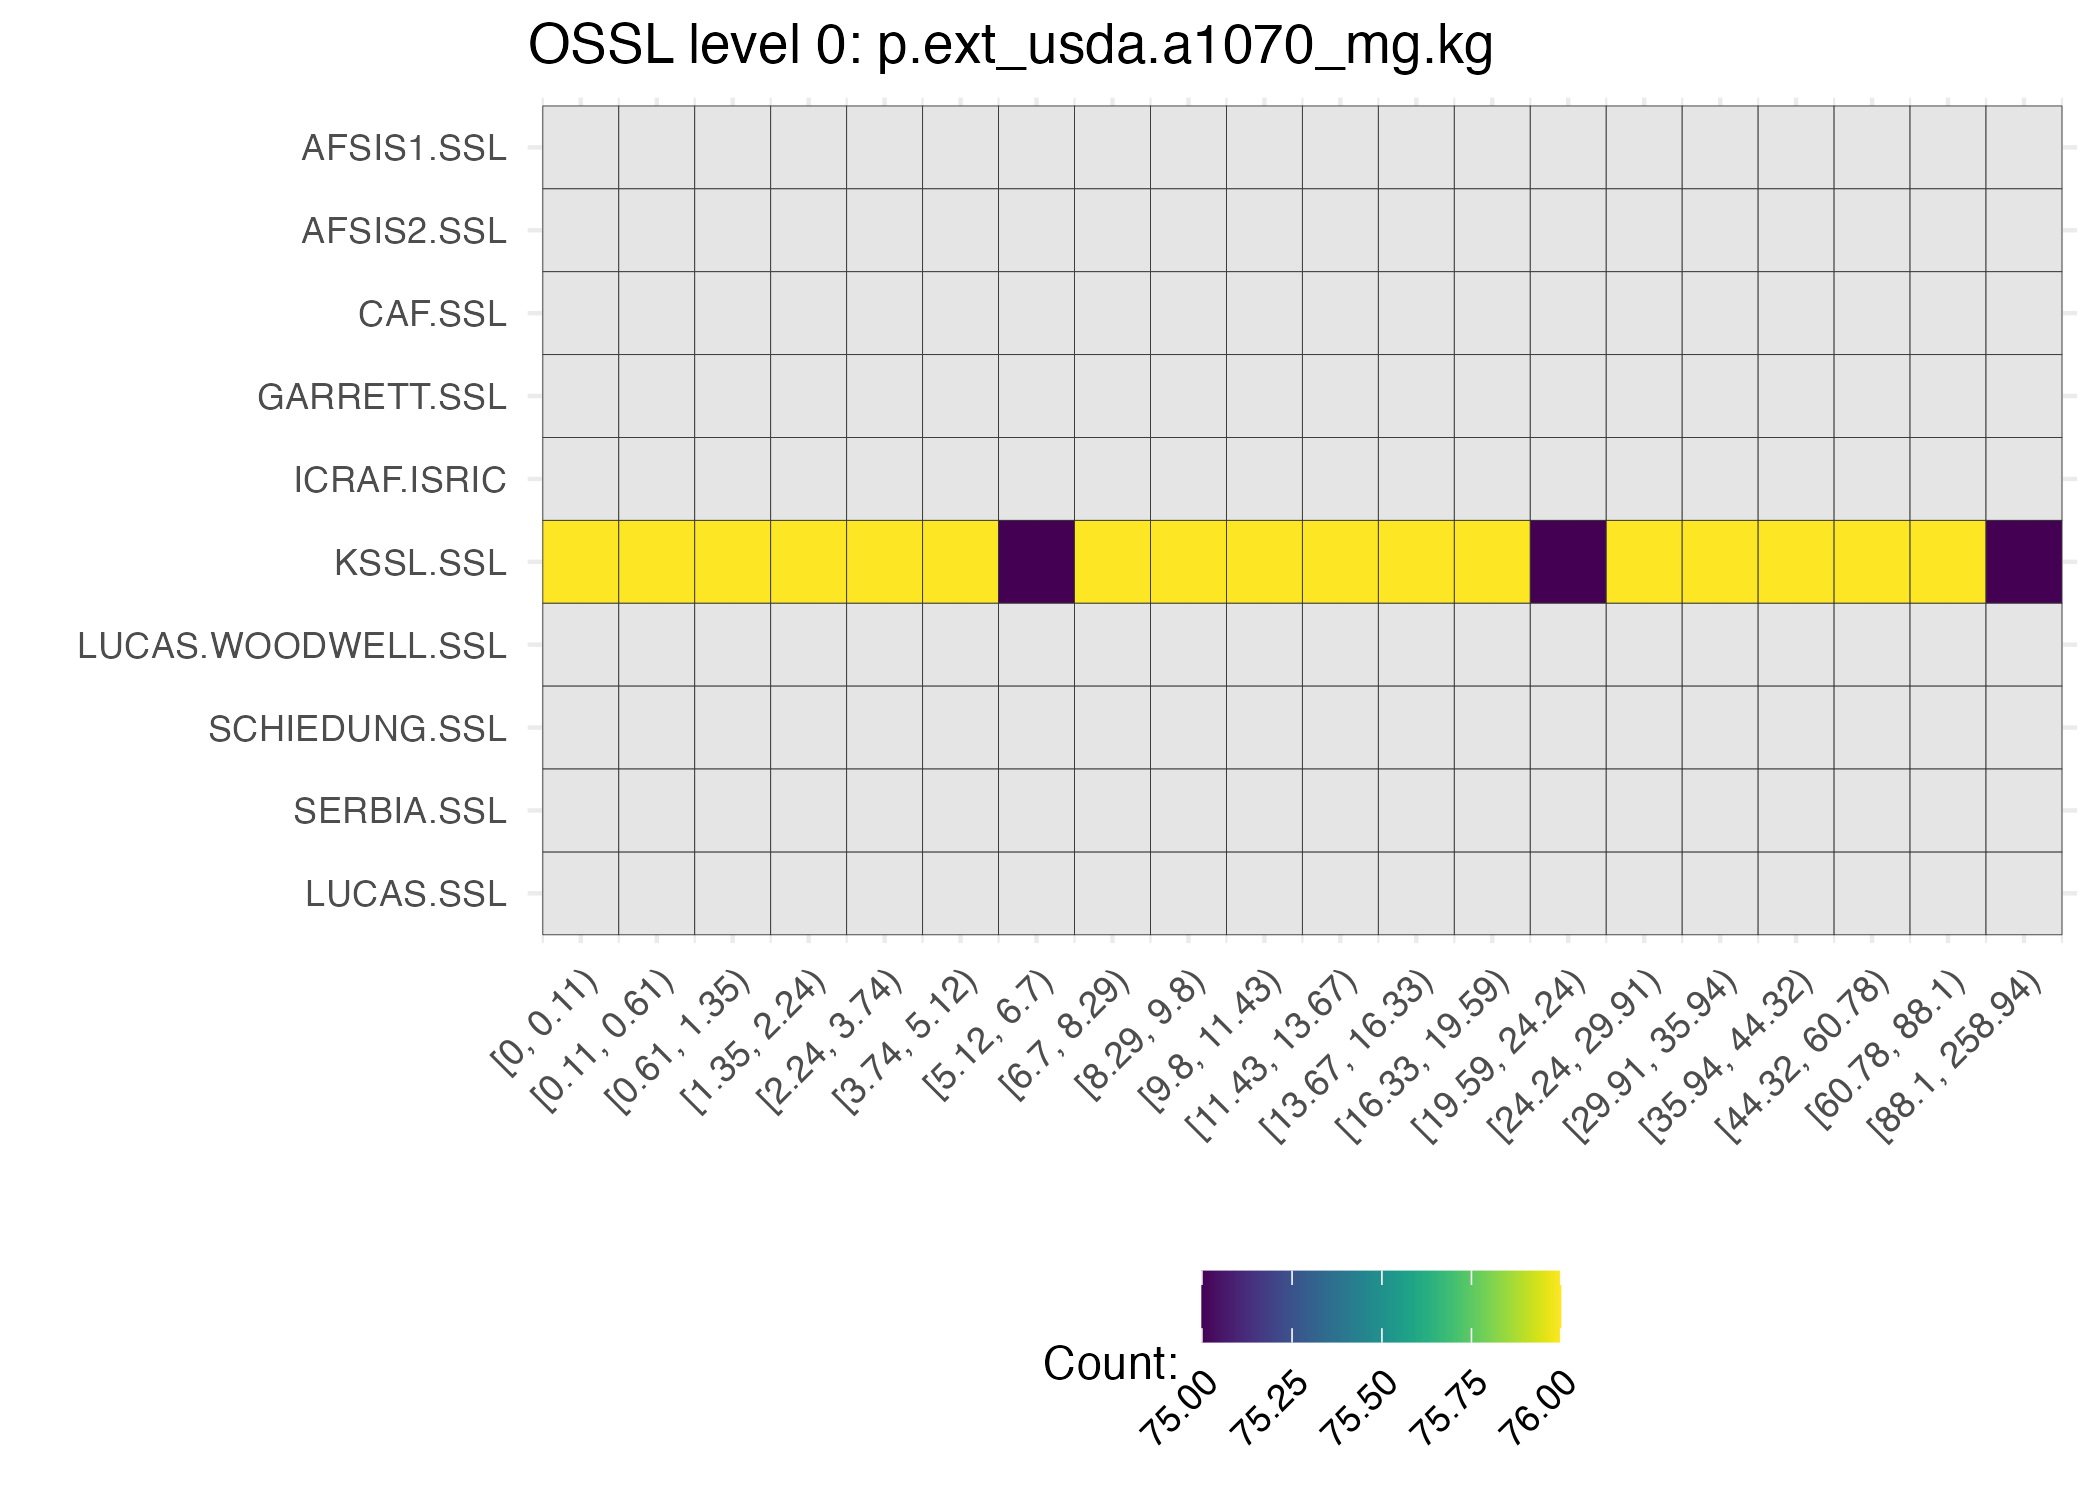 OSSL level 0: p.ext_usda.a1070_mg.kg
AFSIS1.SSL
AFSIS2.SSL
CAF.SSL
GARRETT.SSL
ICRAF.ISRIC
KSSL.SSL
LUCAS.WOODWELL.SSL
SCHIEDUNG.SSL
SERBIA.SSL
LUCAS.SSL
[0, 0.11)
[0.11, 0.61)
[0.61, 1.35)
[1.35, 2.24)
[2.24, 3.74)
[3.74, 5.12)
[5.12, 6.7)
[6.7, 8.29)
[8.29, 9.8)
[9.8, 11.43)
[11.43, 13.67)
[13.67, 16.33)
[16.33, 19.59)
[19.59, 24.24)
[24.24, 29.91)
[29.91, 35.94)
[35.94, 44.32)
[44.32, 60.78)
[60.78, 88.1)
[88.1, 258.94)
Count:
75.00
75.25
75.50
75.75
76.00